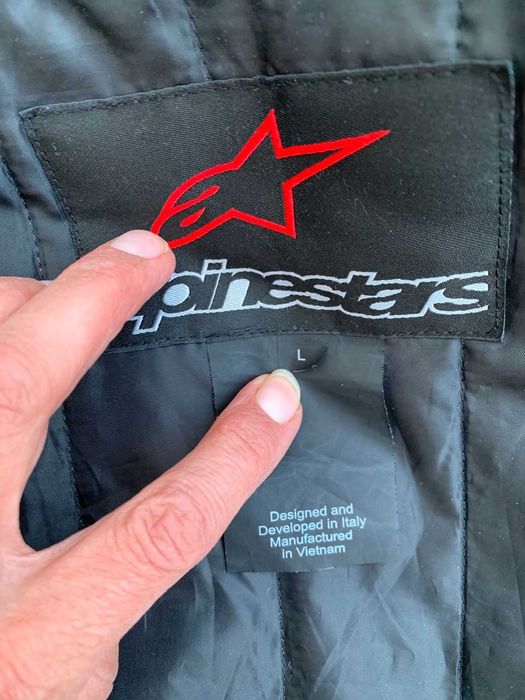 pinestars
L
Designed and
Developed in Italy
Manufactured
in Vietnam